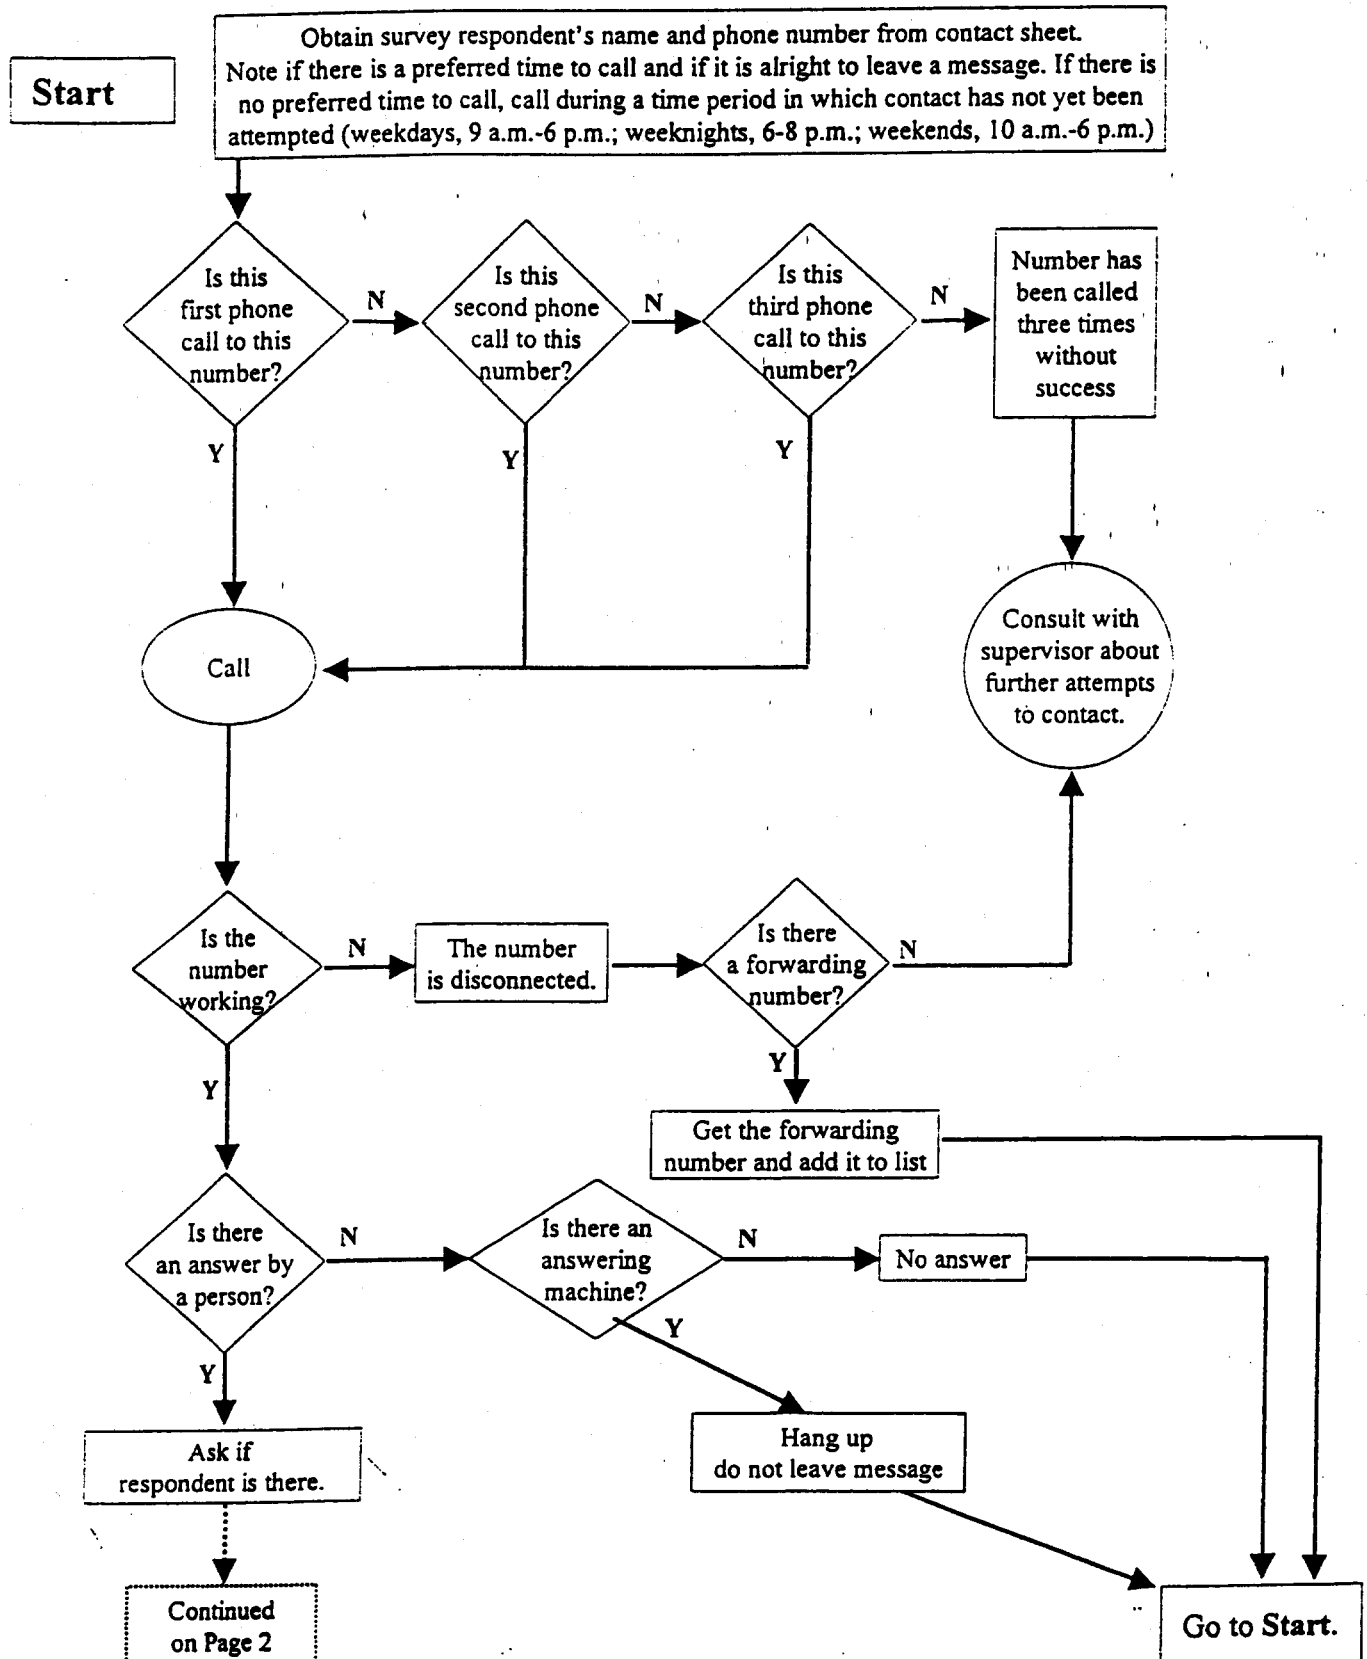 Start
Obtain survey respondent's name and phone number from contact sheet.
Note if there is a preferred time to call and if it is alright to leave a message. If there is
no preferred time to call, call during a time period in which contact has not yet been
attempted (weekdays, 9 a.m.-6 p.m.; weeknights, 6-8 p.m.; weekends, 10 a.m.-6 p.m.)
Is this
first phone
call to this
number?
N
Is this
second phone
call to this
number?
N
Is this
third phone
call to this
number?
N
Number has
been called
three times
without
success
Y
Y
Y
Call
Consult with
supervisor about
further attempts
to contact.
Is the
number
working?
N
The number
is disconnected.
Is there
a forwarding
number?
N
Y
Y
Get the forwarding
number and add it to list
Is there
an answer by
a person?
N
Is there an
answering
machine?
N
No answer
Y
Y
Ask if
respondent is there.
Hang up
do not leave message
Continued
on Page 2
Go to Start.